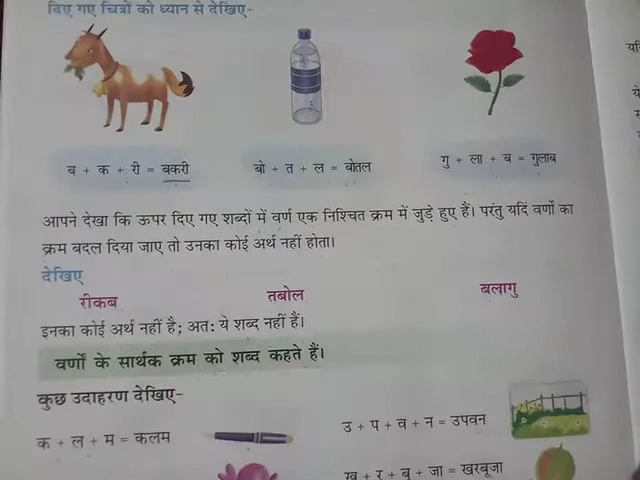 दिए गए चित्रों को ध्यान से देखिए-
ब + क + री = बकरी
बो + त + ल = बोतल
गु + ला + ब = गुलाब
आपने देखा कि ऊपर दिए गए शब्दों में वर्ण एक निश्चित क्रम में जुड़े हुए हैं। परंतु यदि वर्णों का
क्रम बदल दिया जाए तो उनका कोई अर्थ नहीं होता।
देखिए
रीकब
तबोल
बलागु
इनका कोई अर्थ नहीं है; अतः ये शब्द नहीं हैं।
वर्णों के सार्थक क्रम को शब्द कहते हैं।
कुछ उदाहरण देखिए-
क + ल + म = कलम
उ + प + व + न = उपवन
ख + र + बू + जा = खरबूजा